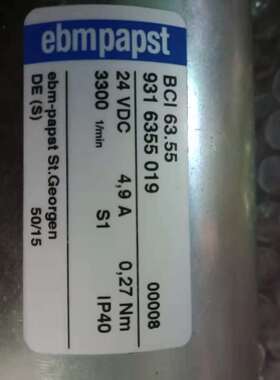 ebmpapst
BCI 63.55
931 6355 019 00008
24 VDC 4,9 A 0,27 Nm
3300 1/min S1 IP40
ebm-papst St.Georgen
DE (S) 50/15